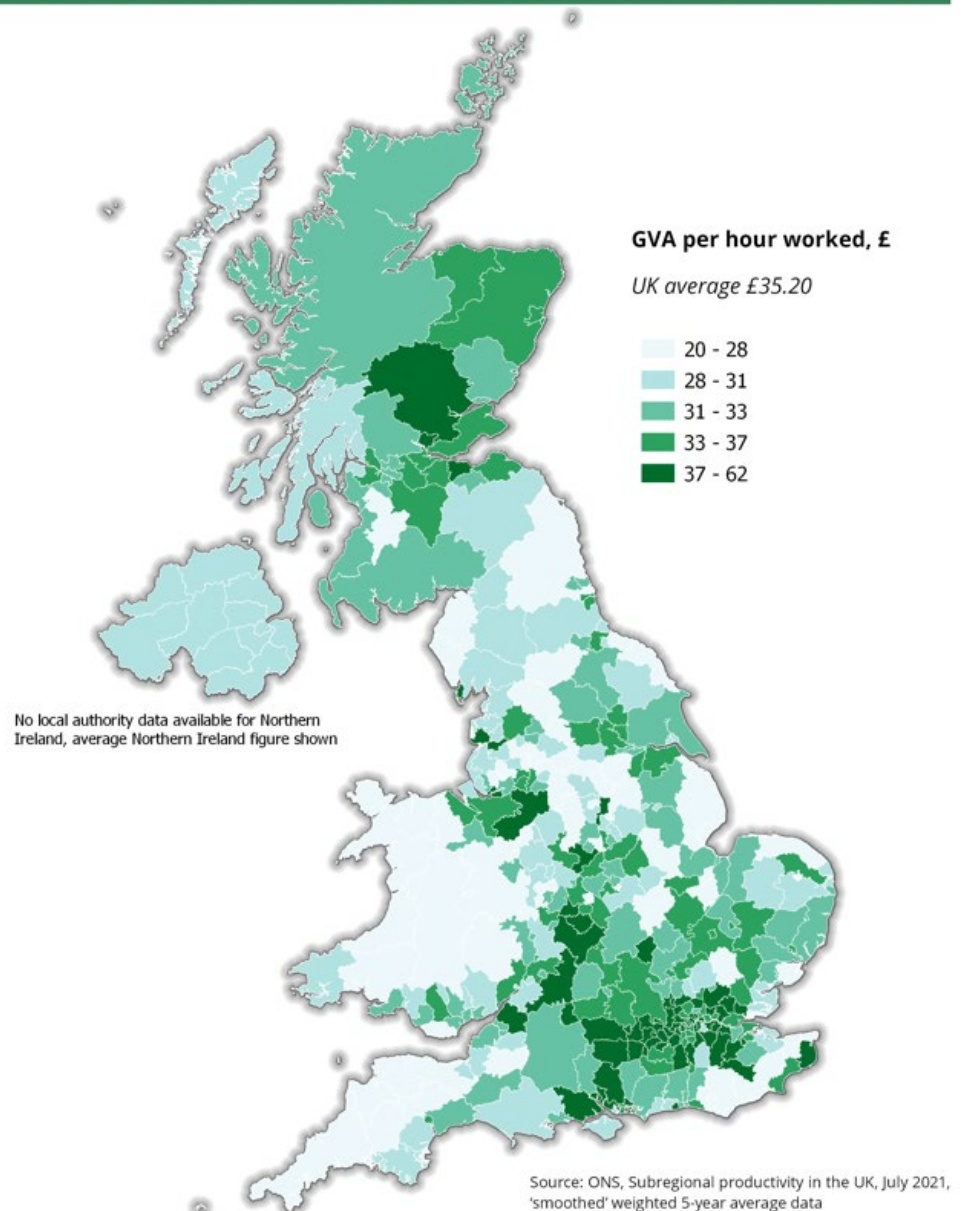 GVA per hour worked, £
UK average £35.20
20 - 28
28 - 31
31 - 33
33 - 37
37 - 62
No local authority data available for Northern
Ireland, average Northern Ireland figure shown
Source: ONS, Subregional productivity in the UK, July 2021,
'smoothed' weighted 5-year average data